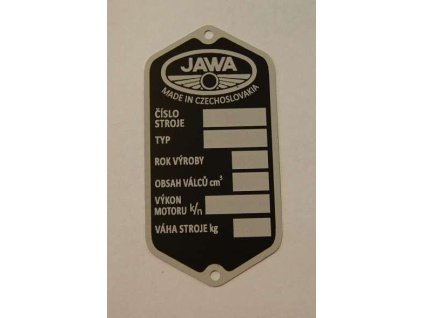 JAWA
MADE IN CZECHOSLOVAKIA
ČÍSLO
STROJE
TYP
ROK VÝROBY
OBSAH VÁLCŮ cm³
VÝKON
MOTORU k/n
VÁHA STROJE kg